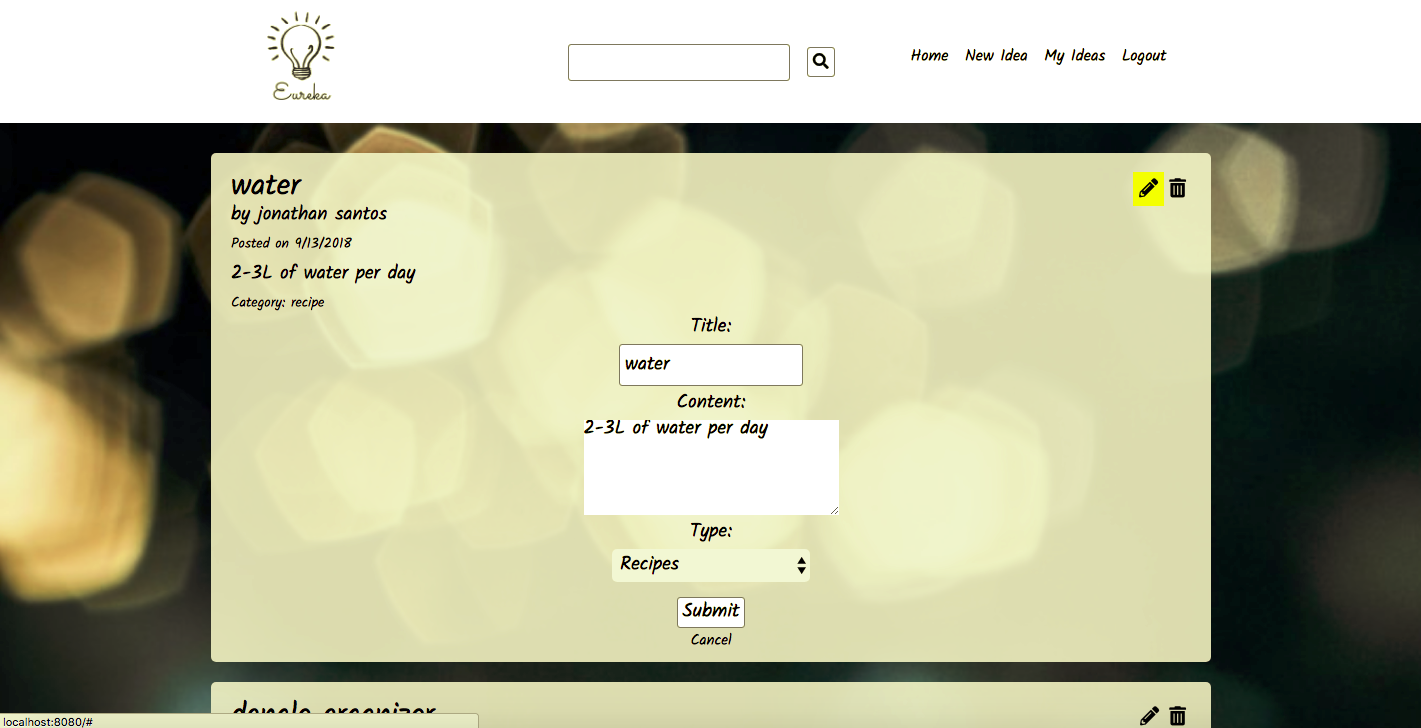 Eureka
Home New Idea My Ideas Logout
water
by jonathan santos
Posted on 9/13/2018
2-3L of water per day
Category: recipe
Title:
water
Content:
2-3L of water per day
Type:
Recipes
Submit
Cancel
organizer
localhost:8080/#